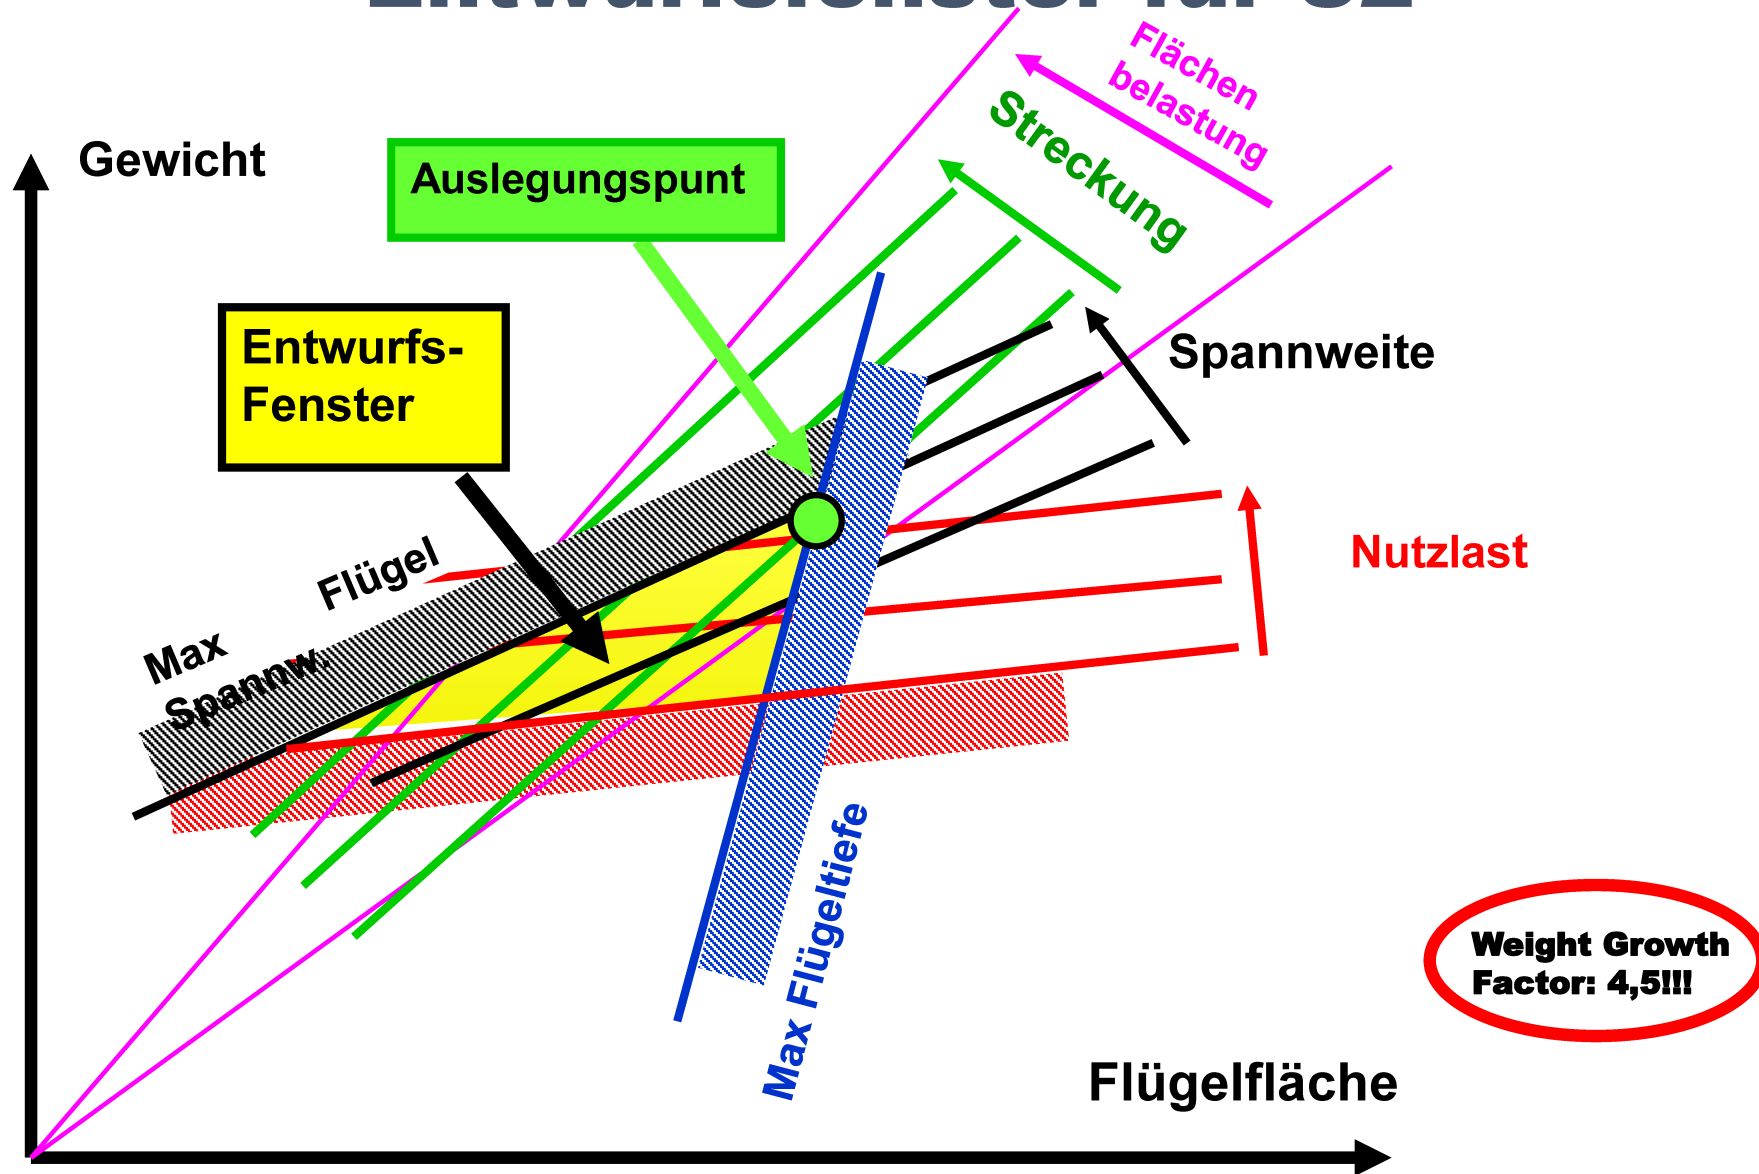 Gewicht
Auslegungspunt
Entwurfs-
Fenster
Flächen
belastung
Streckung
Spannweite
Nutzlast
Flügel
Max
Spannw.
Max Flügeltiefe
Weight Growth
Factor: 4,5!!!
Flügelfläche